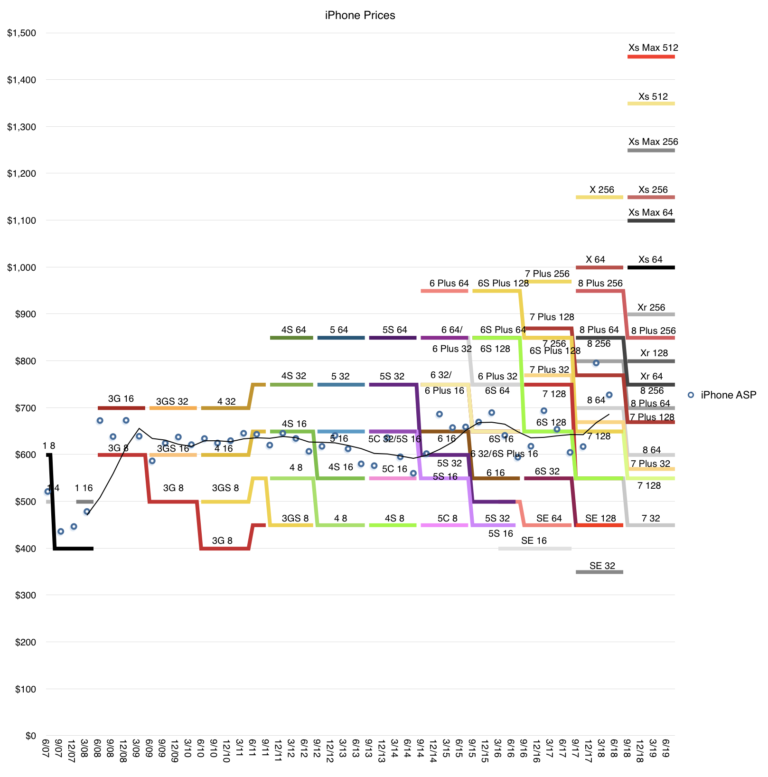 iPhone Prices
$1,500
Xs Max 512
$1,400
Xs 512
$1,300
Xs Max 256
$1,200
X 256
Xs 256
Xs Max 64
$1,100
X 64
Xs 64
$1,000
7 Plus 256
6 Plus 64
6S Plus 128
8 Plus 256
Xr 256
$900
7 Plus 128
4S 64
5 64
5S 64
6 64/
6S Plus 64
8 Plus 64
8 Plus 256
6 Plus 32
6S 128
7 256
6S Plus 128
8 256
Xr 128
$800
4S 32
5 32
5S 32
6 32/
6 Plus 32
7 Plus 32
Xr 64
6 Plus 16
6S 64
7 128
8 256
3G 16
3GS 32
4 32
8 64
8 Plus 64
$700
7 Plus 128
4S 16
5 16
5C 32/5S 16
6 16
6S 16
6S 128
7 128
1 8
3G 8
3GS 16
4 16
6 32/6S Plus 16
8 64
$600
4 8
4S 16
5C 16
5S 32
5S 16
6 16
6S 32
7 Plus 32
7 128
1 4
1 16
3G 8
3GS 8
$500
3GS 8
4 8
4S 8
5C 8
5S 32
SE 64
SE 128
7 32
5S 16
3G 8
SE 16
$400
SE 32
$300
$200
$100
$0
iPhone ASP
6/07
9/07
12/07
3/08
6/08
9/08
12/08
3/09
6/09
9/09
12/09
3/10
6/10
9/10
12/10
3/11
6/11
9/11
12/11
3/12
6/12
9/12
12/12
3/13
6/13
9/13
12/13
3/14
6/14
9/14
12/14
3/15
6/15
9/15
12/15
3/16
6/16
9/16
12/16
3/17
6/17
9/17
12/17
3/18
6/18
9/18
12/18
3/19
6/19